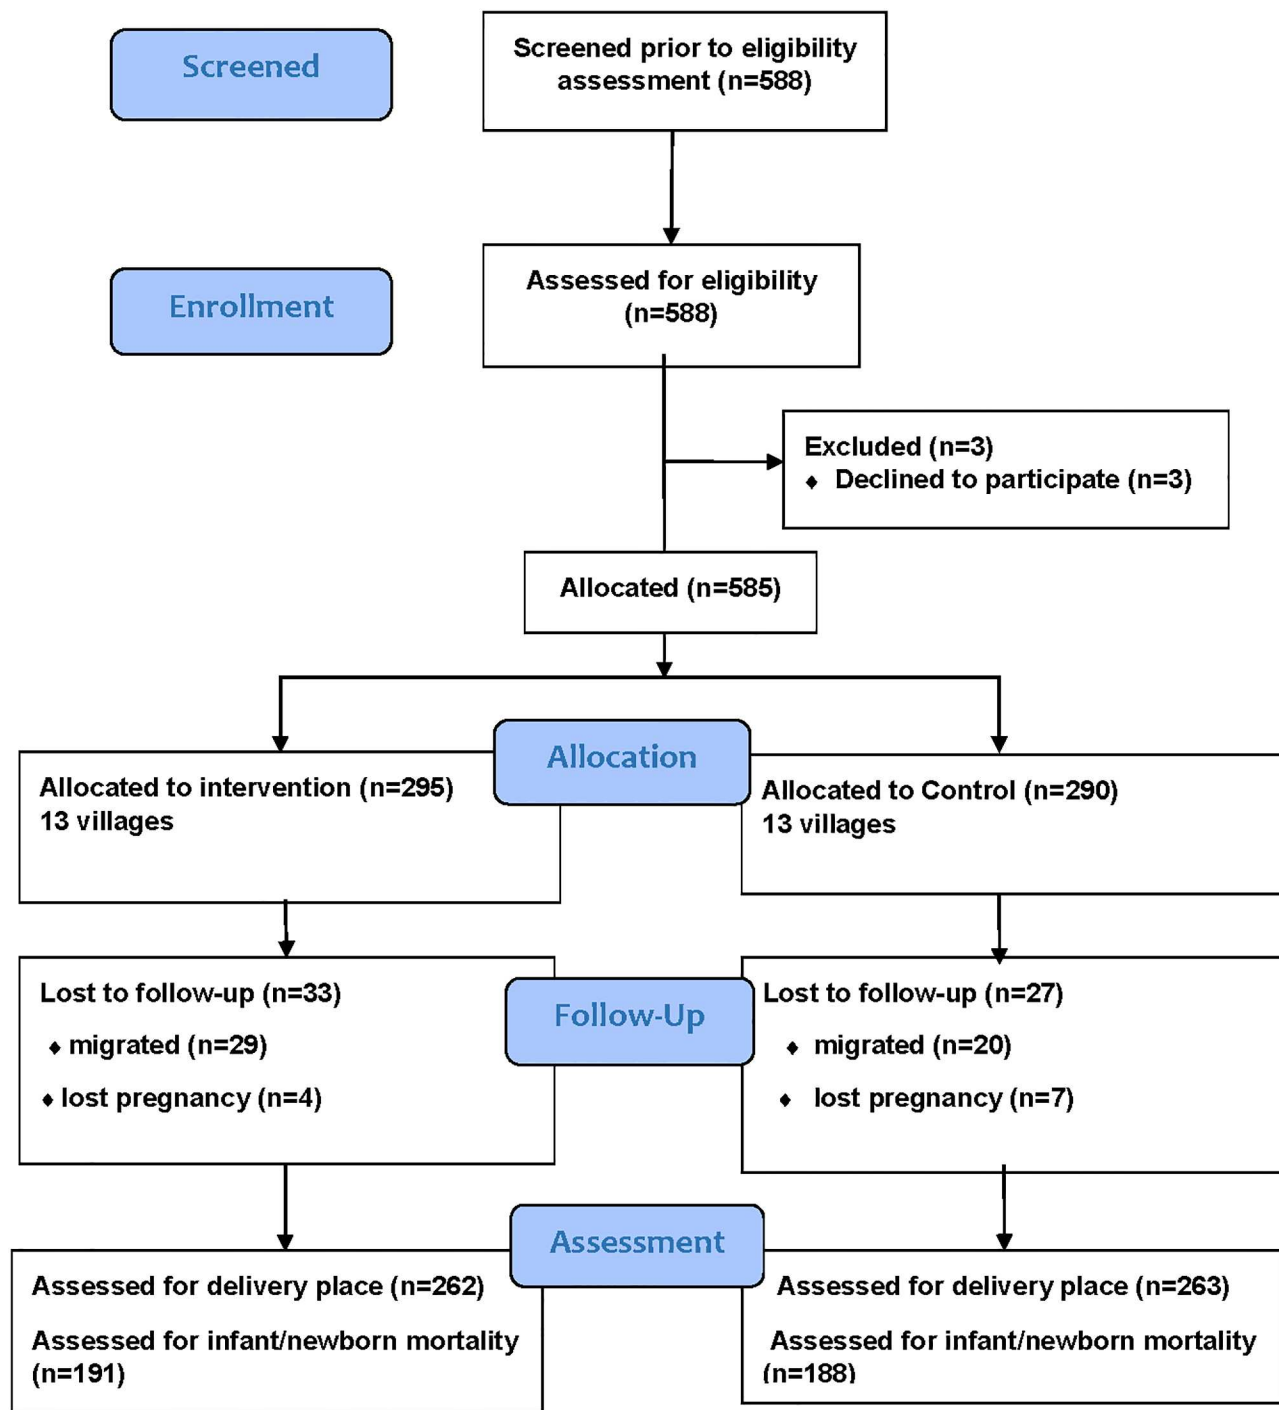 Screened
Screened prior to eligibility
assessment (n=588)
Enrollment
Assessed for eligibility
(n=588)
Excluded (n=3)
♦ Declined to participate (n=3)
Allocated (n=585)
Allocation
Allocated to intervention (n=295)
13 villages
Allocated to Control (n=290)
13 villages
Follow-Up
Lost to follow-up (n=33)
♦ migrated (n=29)
♦ lost pregnancy (n=4)
Lost to follow-up (n=27)
♦ migrated (n=20)
♦ lost pregnancy (n=7)
Assessment
Assessed for delivery place (n=262)
Assessed for infant/newborn mortality
(n=191)
Assessed for delivery place (n=263)
Assessed for infant/newborn mortality
(n=188)